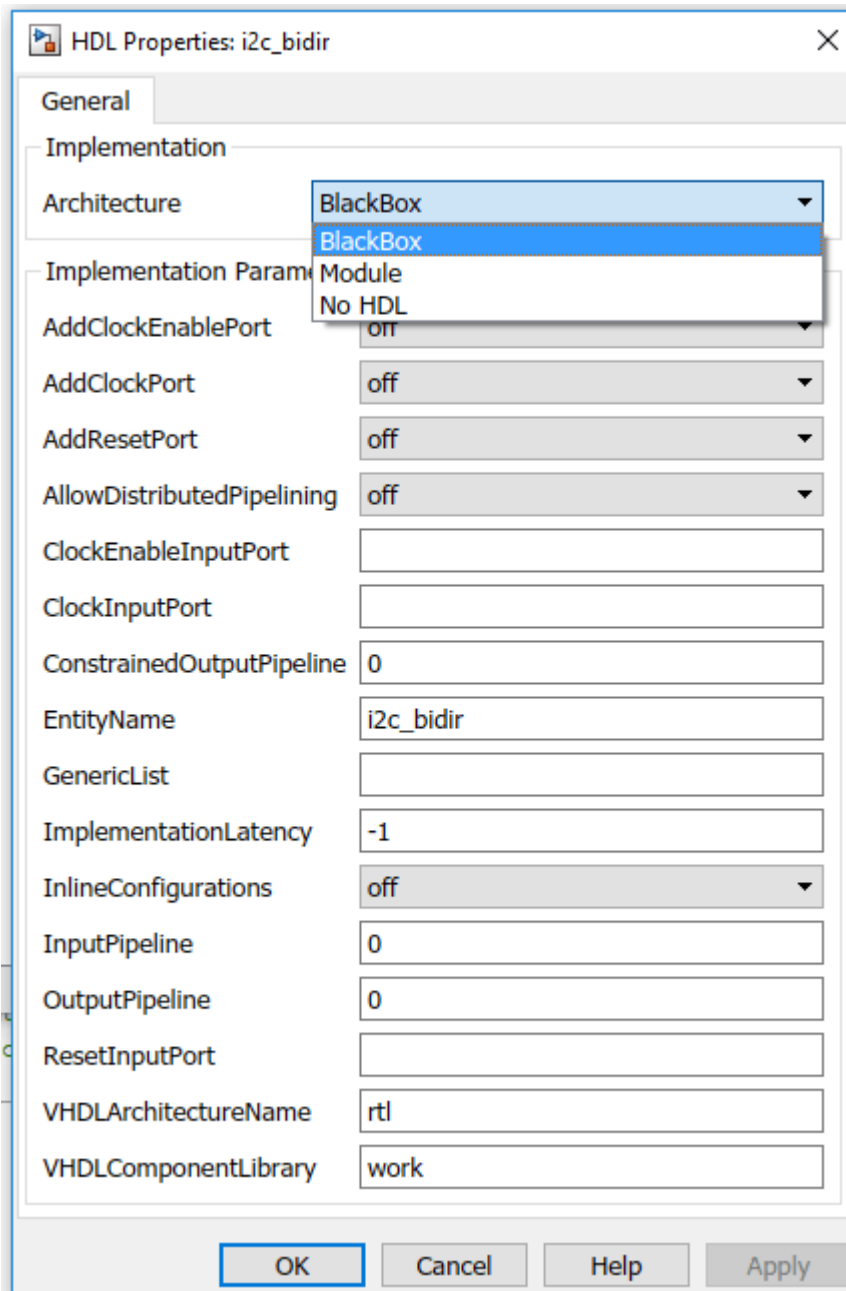 HDL Properties: i2c_bidir
General
Implementation
Architecture BlackBox
BlackBox
Implementation Module
No HDL
AddClockEnablePort off
AddClockPort off
AddResetPort off
AllowDistributedPipelining off
ClockEnableInputPort
ClockInputPort
ConstrainedOutputPipeline 0
EntityName i2c_bidir
GenericList
ImplementationLatency -1
InlineConfigurations off
InputPipeline 0
OutputPipeline 0
ResetInputPort
VHDLArchitectureName rtl
VHDLComponentLibrary work
OK Cancel Help Apply